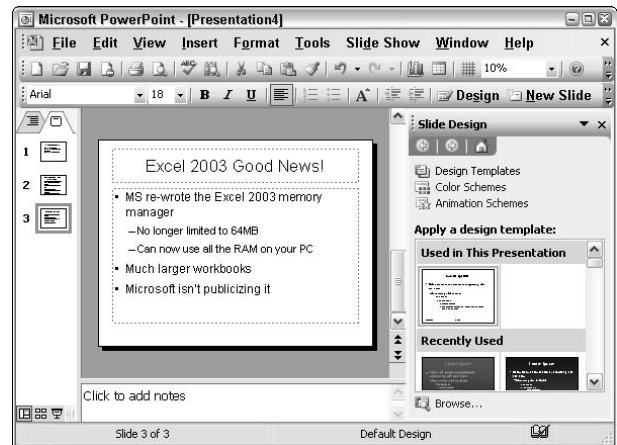 Microsoft PowerPoint - [Presentation4]
File Edit View Insert Format Tools Slide Show Window Help
10%
Arial 18 B I U A Design New Slide
Slide Design
1
2
3
Excel 2003 Good News!
• MS re-wrote the Excel 2003 memory
manager
–No longer limited to 64MB
–Can now use all the RAM on your PC
• Much larger workbooks
• Microsoft isn't publicizing it
Design Templates
Color Schemes
Animation Schemes
Apply a design template:
Used in This Presentation
Recently Used
Browse...
Click to add notes
Slide 3 of 3 Default Design